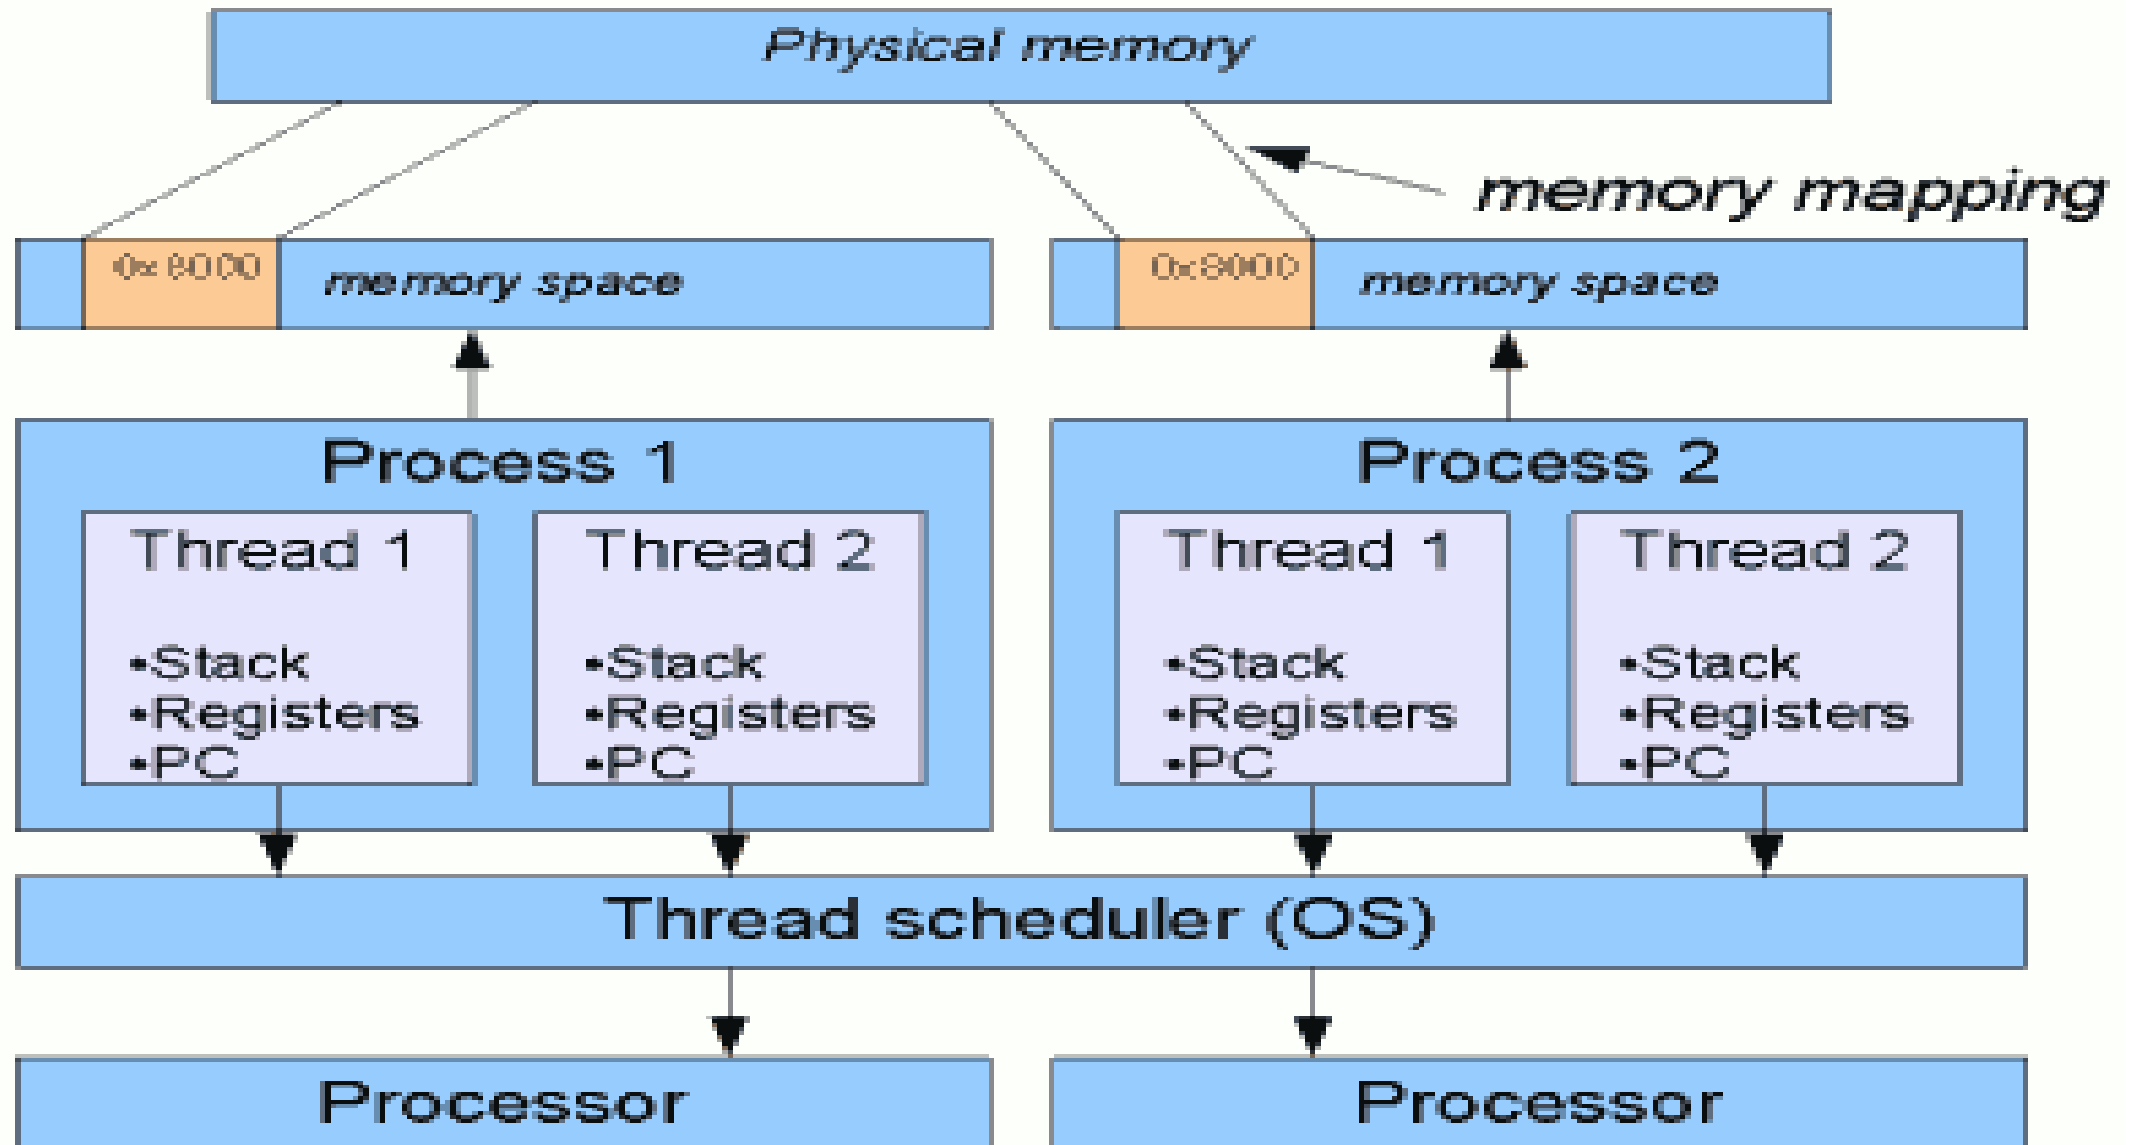 Physical memory
memory mapping
0x8000 memory space
0x8000 memory space
Process 1
Process 2
Thread 1
Thread 2
Thread 1
Thread 2
•Stack
•Registers
•PC
•Stack
•Registers
•PC
•Stack
•Registers
•PC
•Stack
•Registers
•PC
Thread scheduler (OS)
Processor
Processor